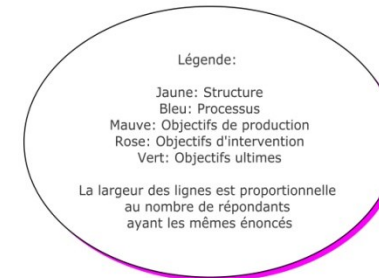 Légende:
Jaune: Structure
Bleu: Processus
Mauve: Objectifs de production
Rose: Objectifs d'intervention
Vert: Objectifs ultimes
La largeur des lignes est proportionnelle
au nombre de répondants
ayant les mêmes énoncés